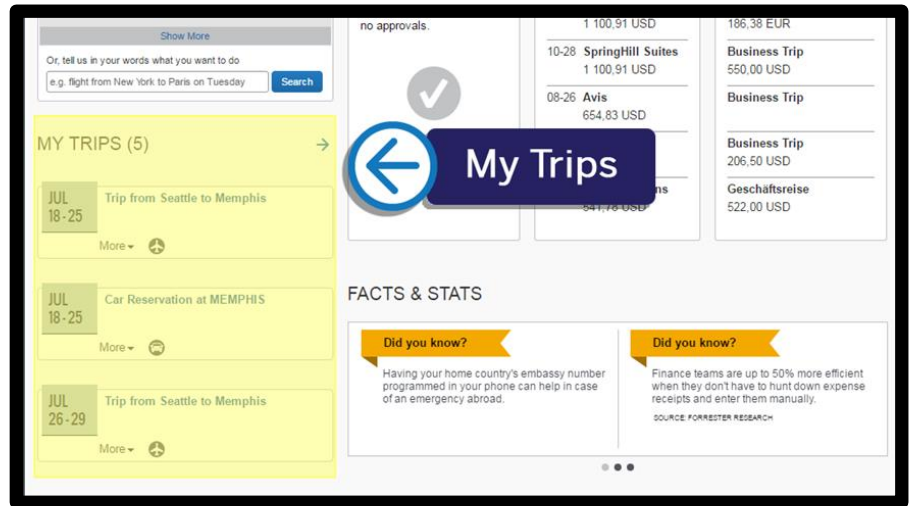 Show More
Or, tell us in your words what you want to do
e.g. flight from New York to Paris on Tuesday
Search
MY TRIPS (5)
JUL
18-25
Trip from Seattle to Memphis
More
JUL
18-25
Car Reservation at MEMPHIS
More
JUL
26-29
Trip from Seattle to Memphis
More
no approvals.
My Trips
1 100,91 USD
10-28 SpringHill Suites
1 100,91 USD
08-26 Avis
654,83 USD
541,78 USD
186,38 EUR
Business Trip
550,00 USD
Business Trip
Business Trip
206,50 USD
Geschäftsreise
522,00 USD
FACTS & STATS
Did you know?
Having your home country's embassy number
programmed in your phone can help in case
of an emergency abroad.
Did you know?
Finance teams are up to 50% more efficient
when they don't have to hunt down expense
receipts and enter them manually.
SOURCE: FORRESTER RESEARCH